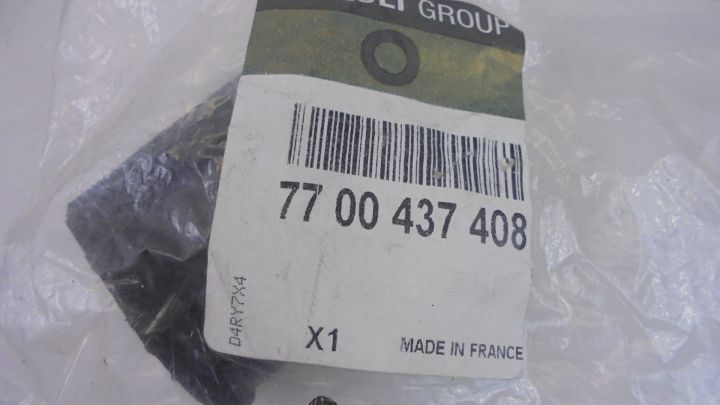 GROUP
77 00 437 408
D4RY7X4
X1
MADE IN FRANCE